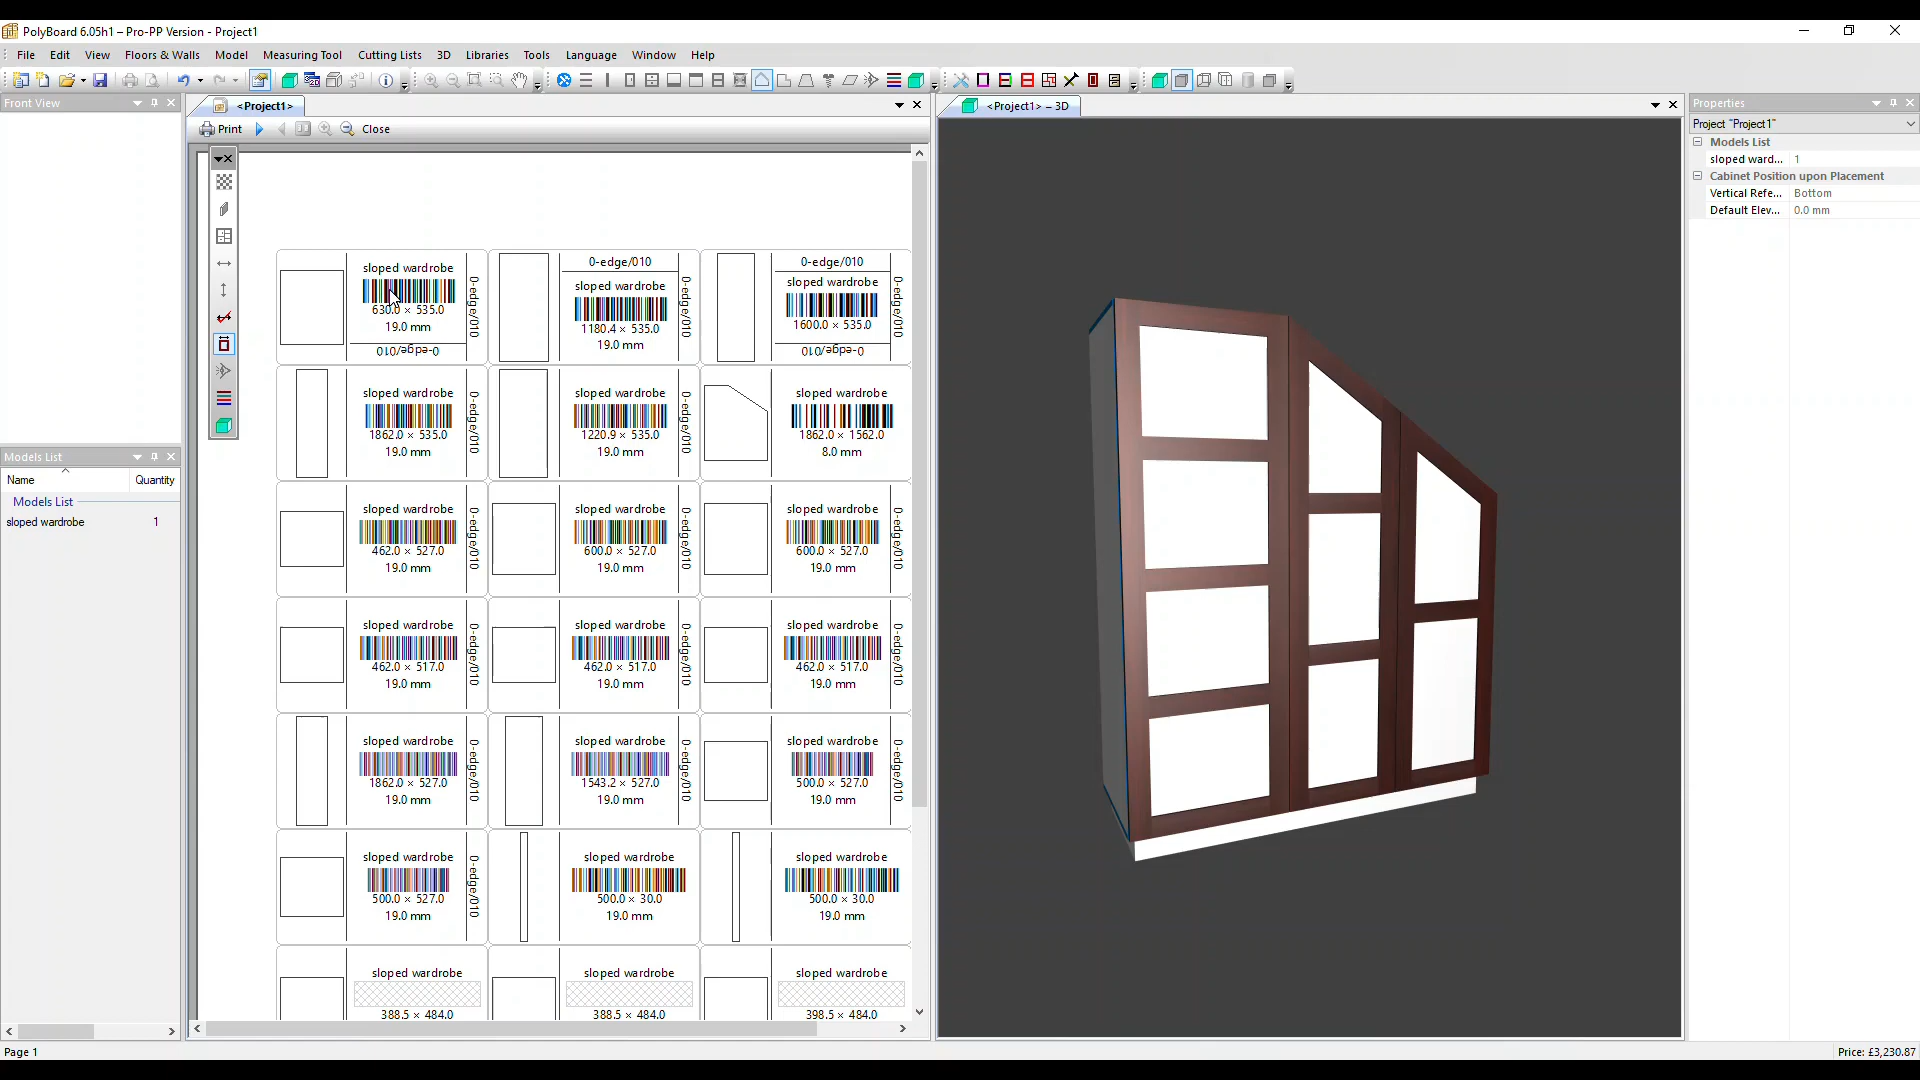 PolyBoard 6.05h1 – Pro-PP Version - Project1
File Edit View Floors & Walls Model Measuring Tool Cutting Lists 3D Libraries Tools Language Window Help
Front View
<Project1>
<Project1> – 3D
Properties
Print
Close
Project "Project1"
Models List
sloped ward... 1
Cabinet Position upon Placement
Vertical Refe... Bottom
Default Elev... 0.0 mm
Models List
Name Quantity
Models List
sloped wardrobe 1
sloped wardrobe
630.0 × 535.0
19.0 mm
0-edge/010
0-edge/010
0-edge/010
sloped wardrobe
1180.4 × 535.0
19.0 mm
0-edge/010
0-edge/010
sloped wardrobe
1600.0 × 535.0
19.0 mm
0-edge/010
0-edge/010
sloped wardrobe
1862.0 × 535.0
19.0 mm
0-edge/010
sloped wardrobe
1220.9 × 535.0
19.0 mm
0-edge/010
sloped wardrobe
1862.0 × 1562.0
8.0 mm
sloped wardrobe
462.0 × 527.0
19.0 mm
0-edge/010
sloped wardrobe
600.0 × 527.0
19.0 mm
0-edge/010
sloped wardrobe
600.0 × 527.0
19.0 mm
0-edge/010
sloped wardrobe
462.0 × 517.0
19.0 mm
0-edge/010
sloped wardrobe
462.0 × 517.0
19.0 mm
0-edge/010
sloped wardrobe
462.0 × 517.0
19.0 mm
0-edge/010
sloped wardrobe
1862.0 × 527.0
19.0 mm
0-edge/010
sloped wardrobe
1543.2 × 527.0
19.0 mm
0-edge/010
sloped wardrobe
500.0 × 527.0
19.0 mm
0-edge/010
sloped wardrobe
500.0 × 527.0
19.0 mm
0-edge/010
sloped wardrobe
500.0 × 30.0
19.0 mm
sloped wardrobe
500.0 × 30.0
19.0 mm
sloped wardrobe
388.5 × 484.0
sloped wardrobe
388.5 × 484.0
sloped wardrobe
398.5 × 484.0
Page 1
Price: £3,230.87